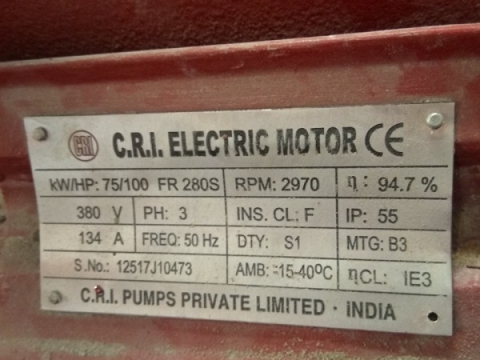 CRI C.R.I. ELECTRIC MOTOR CE
kW/HP: 75/100 FR 280S RPM: 2970 η: 94.7 %
380 V PH: 3 INS. CL: F IP: 55
134 A FREQ: 50 Hz DTY: S1 MTG: B3
S.No.: 12517J10473 AMB: -15-40⁰C ηCL: IE3
C.R.I. PUMPS PRIVATE LIMITED · iNDIA